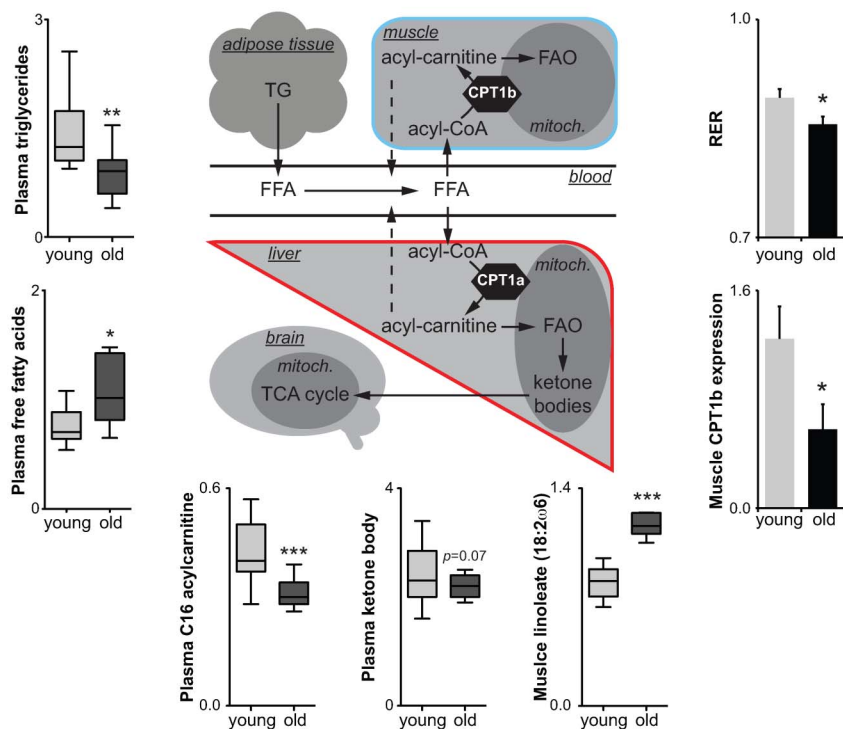 3
Plasma triglycerides
**
0
young old
2
Plasma free fatty acids
*
0
young old
adipose tissue
TG
muscle
acyl-carnitine
FAO
CPT1b
acyl-CoA
mitoch.
blood
FFA
FFA
liver
acyl-CoA
mitoch.
CPT1a
acyl-carnitine
FAO
ketone
bodies
brain
mitoch.
TCA cycle
1.0
RER
*
0.7
young old
1.6
Muscle CPT1b expression
*
0.0
young old
0.6
Plasma C16 acylcarnitine
***
0.0
young old
4
Plasma ketone body
p=0.07
0
young old
1.4
Muslce linoleate (18:2ω6)
***
0.0
young old